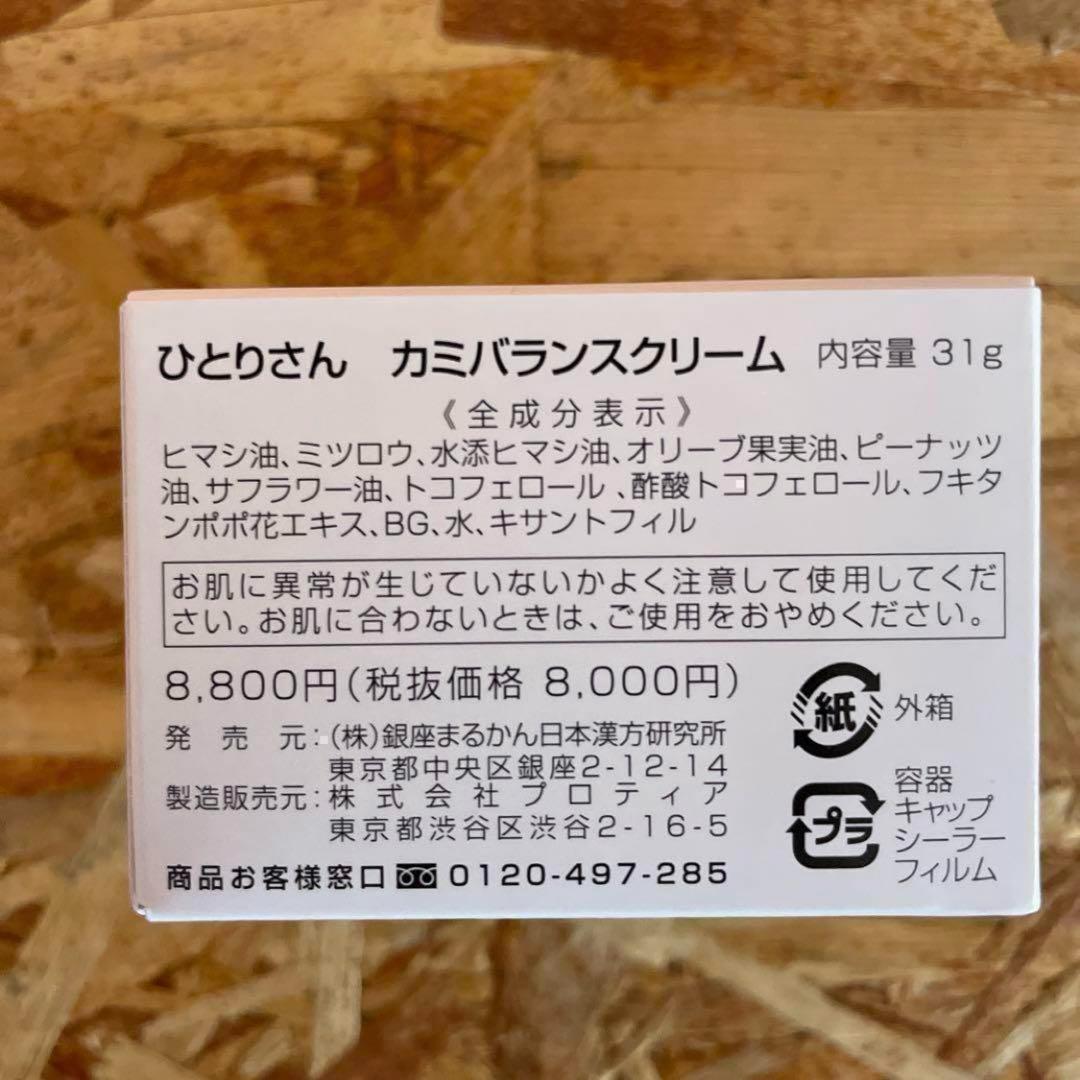 ひとりさん カミバランスクリーム 内容量 31g
《全成分表示》
ヒマシ油、ミツロウ、水添ヒマシ油、オリーブ果実油、ピーナッツ
油、サフラワー油、トコフェロール、酢酸トコフェロール、フキタ
ンポポ花エキス、BG、水、キサントフィル
お肌に異常が生じていないかよく注意して使用してくだ
さい。お肌に合わないときは、ご使用をおやめください。
8,800円(税抜価格 8,000円)
発売元:(株)銀座まるかん日本漢方研究所
東京都中央区銀座2-12-14
製造販売元:株式会社プロティア
東京都渋谷区渋谷2-16-5
商品お客様窓口 0120-497-285
紙 外箱
プラ 容器
キャップ
シーラー
フィルム